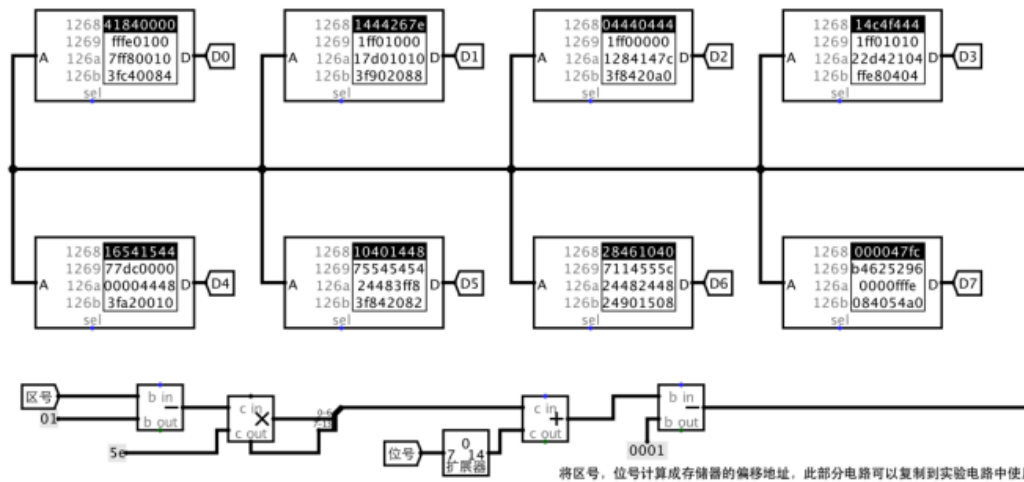 1268 41840000
1269 fffe0100
126a 7ff80010
126b 3fc40084
A D D0
sel
1268 1444267e
1269 1ff01000
126a 17d01010
126b 3f902088
A D D1
sel
1268 04440444
1269 1ff00000
126a 1284147c
126b 3f8420a0
A D D2
sel
1268 14c4f444
1269 1ff01010
126a 22d42104
126b ffe80404
A D D3
sel
1268 16541544
1269 77dc0000
126a 00004448
126b 3fa20010
A D D4
sel
1268 10401448
1269 75545454
126a 24483ff8
126b 3f842082
A D D5
sel
1268 28461040
1269 7114555c
126a 24482448
126b 24901508
A D D6
sel
1268 000047fc
1269 b4625296
126a 0000fffe
126b 084054a0
A D D7
sel
区号
01
b in
b out
5e
c in
×
c out
0-6
位号
0
7 14
扩展器
c in
+
c out
b in
b out
0001
将区号，位号计算成存储器的偏移地址，此部分电路可以复制到实验电路中使